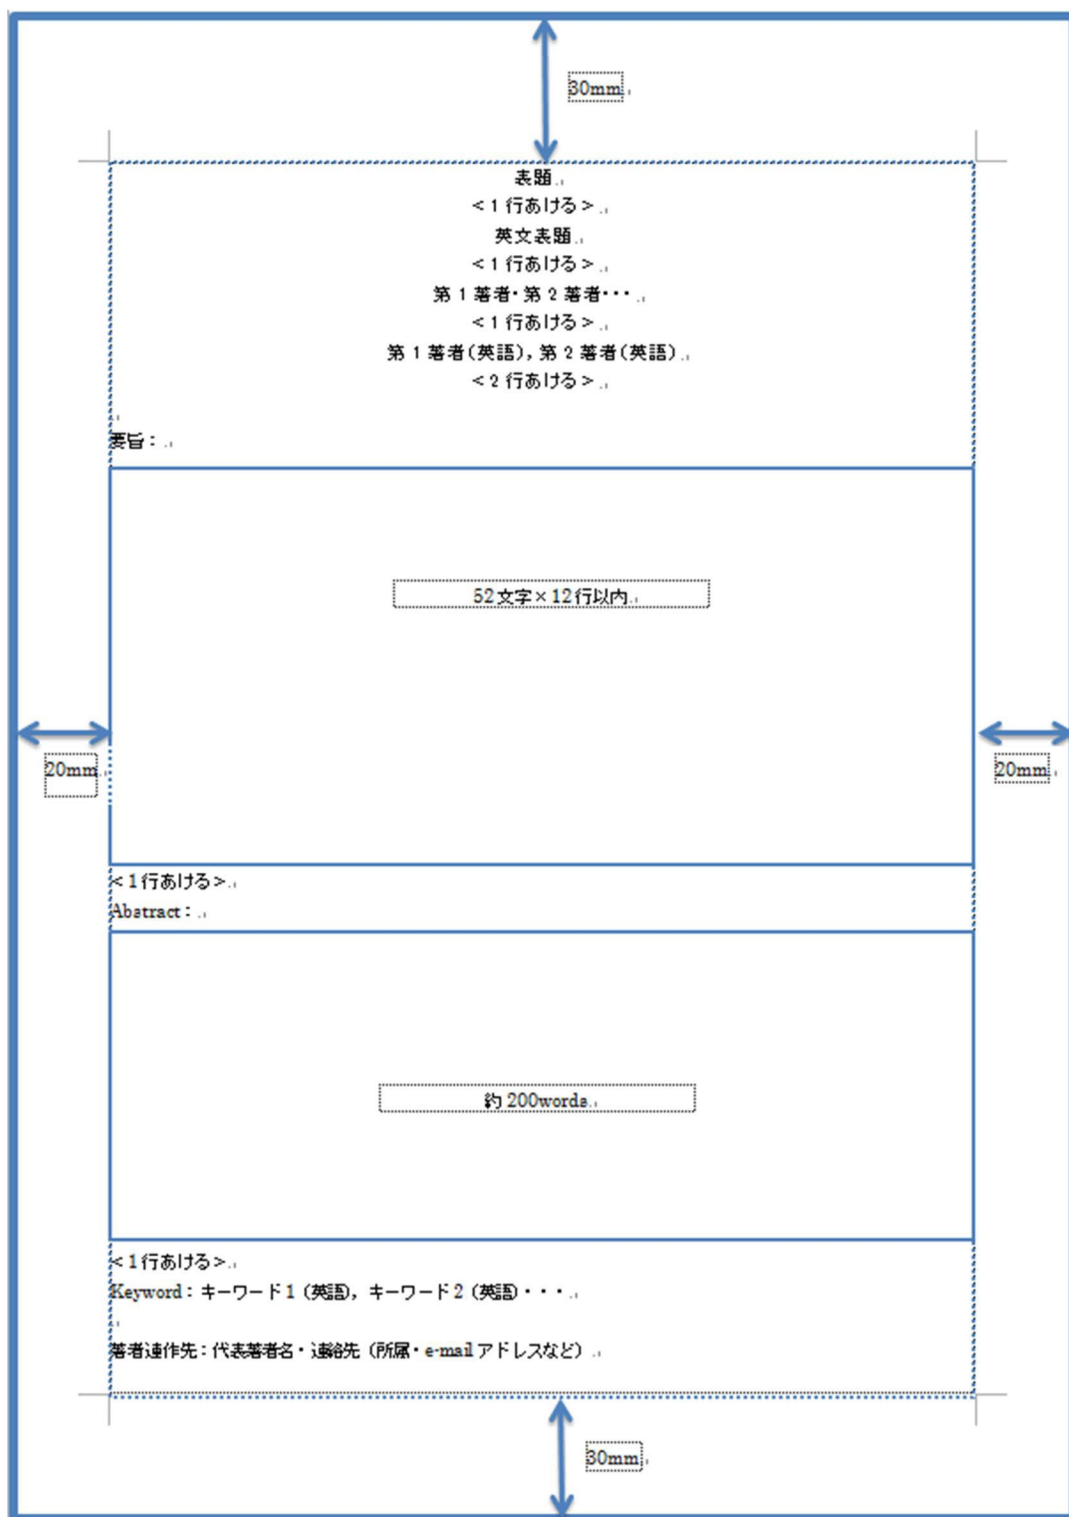 30mm
表題
<1行あける>
英文表題
<1行あける>
第1著者・第2著者・・・
<1行あける>
第1著者(英語), 第2著者(英語)
<2行あける>
要旨：
52文字×12行以内
20mm
20mm
<1行あける>
Abstract：
約200words
<1行あける>
Keyword：キーワード1（英語），キーワード2（英語）・・・
著者連作先：代表著者名・連絡先（所属・e-mailアドレスなど）
30mm